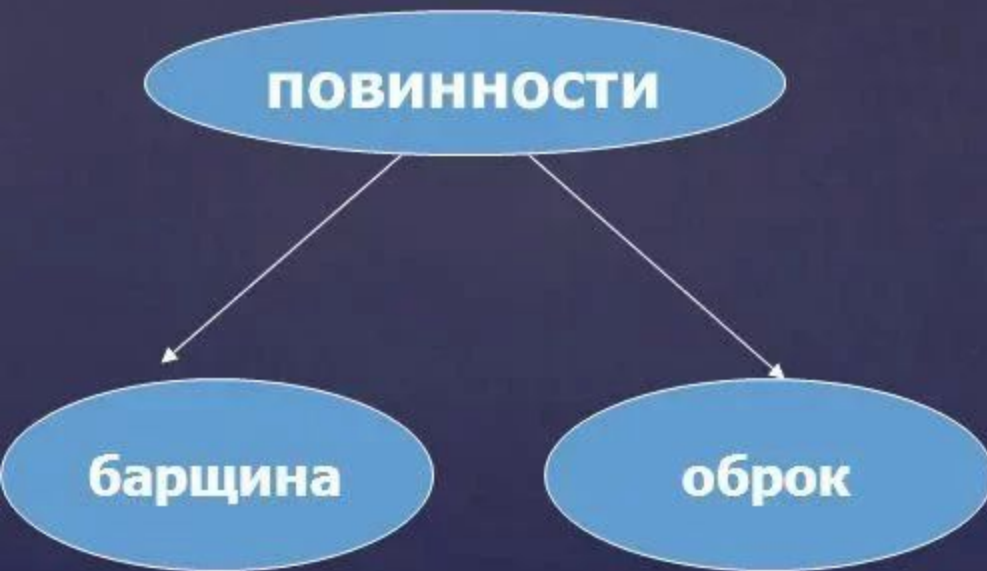 повинности
барщина
оброк